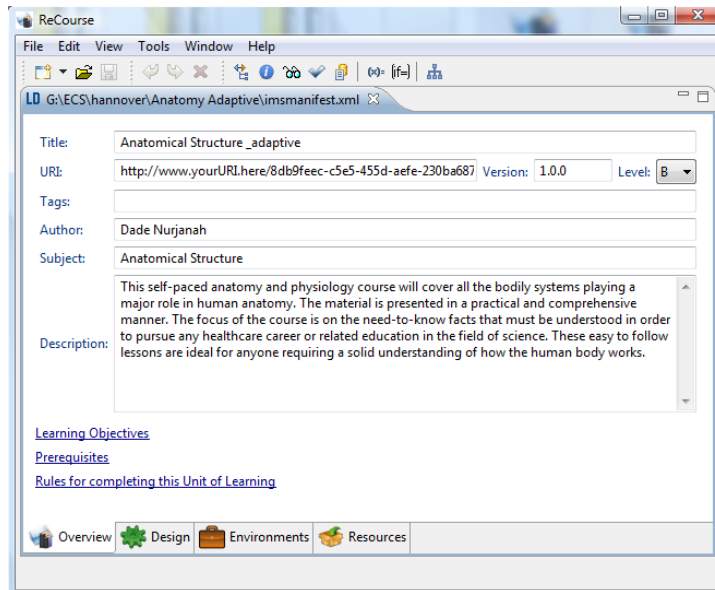 ReCourse
File Edit View Tools Window Help
(x)= {if=}
LD G:\ECS\hannover\Anatomy Adaptive\imsmanifest.xml
Title: Anatomical Structure _adaptive
URI: http://www.yourURI.here/8db9feec-c5e5-455d-aefe-230ba687 Version: 1.0.0 Level: B
Tags:
Author: Dade Nurjanah
Subject: Anatomical Structure
Description:
This self-paced anatomy and physiology course will cover all the bodily systems playing a
major role in human anatomy. The material is presented in a practical and comprehensive
manner. The focus of the course is on the need-to-know facts that must be understood in order
to pursue any healthcare career or related education in the field of science. These easy to follow
lessons are ideal for anyone requiring a solid understanding of how the human body works.
Learning Objectives
Prerequisites
Rules for completing this Unit of Learning
Overview Design Environments Resources